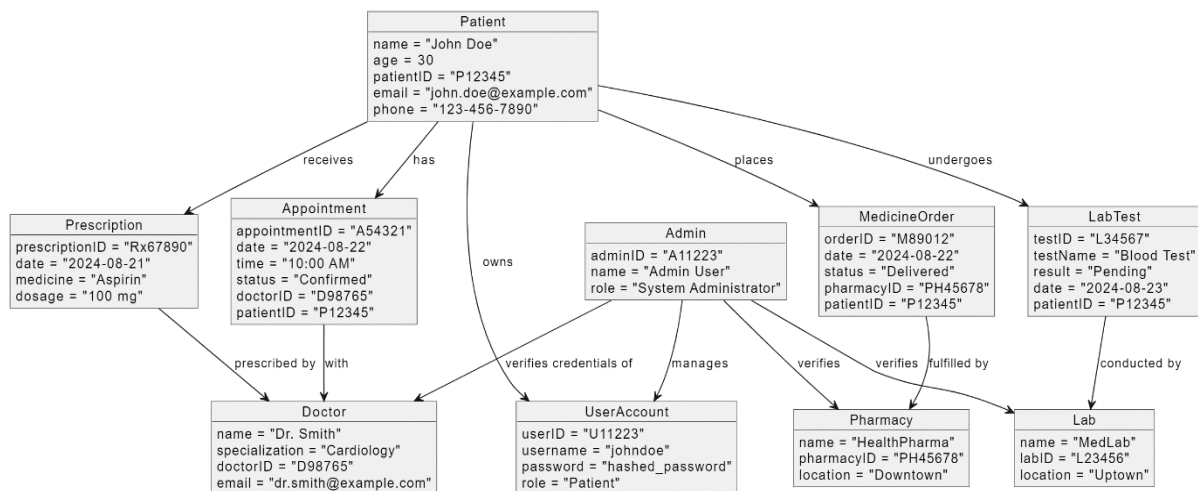 Patient
name = "John Doe"
age = 30
patientID = "P12345"
email = "john.doe@example.com"
phone = "123-456-7890"
receives
has
owns
places
undergoes
Prescription
prescriptionID = "Rx67890"
date = "2024-08-21"
medicine = "Aspirin"
dosage = "100 mg"
Appointment
appointmentID = "A54321"
date = "2024-08-22"
time = "10:00 AM"
status = "Confirmed"
doctorID = "D98765"
patientID = "P12345"
Admin
adminID = "A11223"
name = "Admin User"
role = "System Administrator"
MedicineOrder
orderID = "M89012"
date = "2024-08-22"
status = "Delivered"
pharmacyID = "PH45678"
patientID = "P12345"
LabTest
testID = "L34567"
testName = "Blood Test"
result = "Pending"
date = "2024-08-23"
patientID = "P12345"
prescribed by
with
verifies credentials of
manages
verifies
verifies
fulfilled by
conducted by
Doctor
name = "Dr. Smith"
specialization = "Cardiology"
doctorID = "D98765"
email = "dr.smith@example.com"
UserAccount
userID = "U11223"
username = "johndoe"
password = "hashed_password"
role = "Patient"
Pharmacy
name = "HealthPharma"
pharmacyID = "PH45678"
location = "Downtown"
Lab
name = "MedLab"
labID = "L23456"
location = "Uptown"